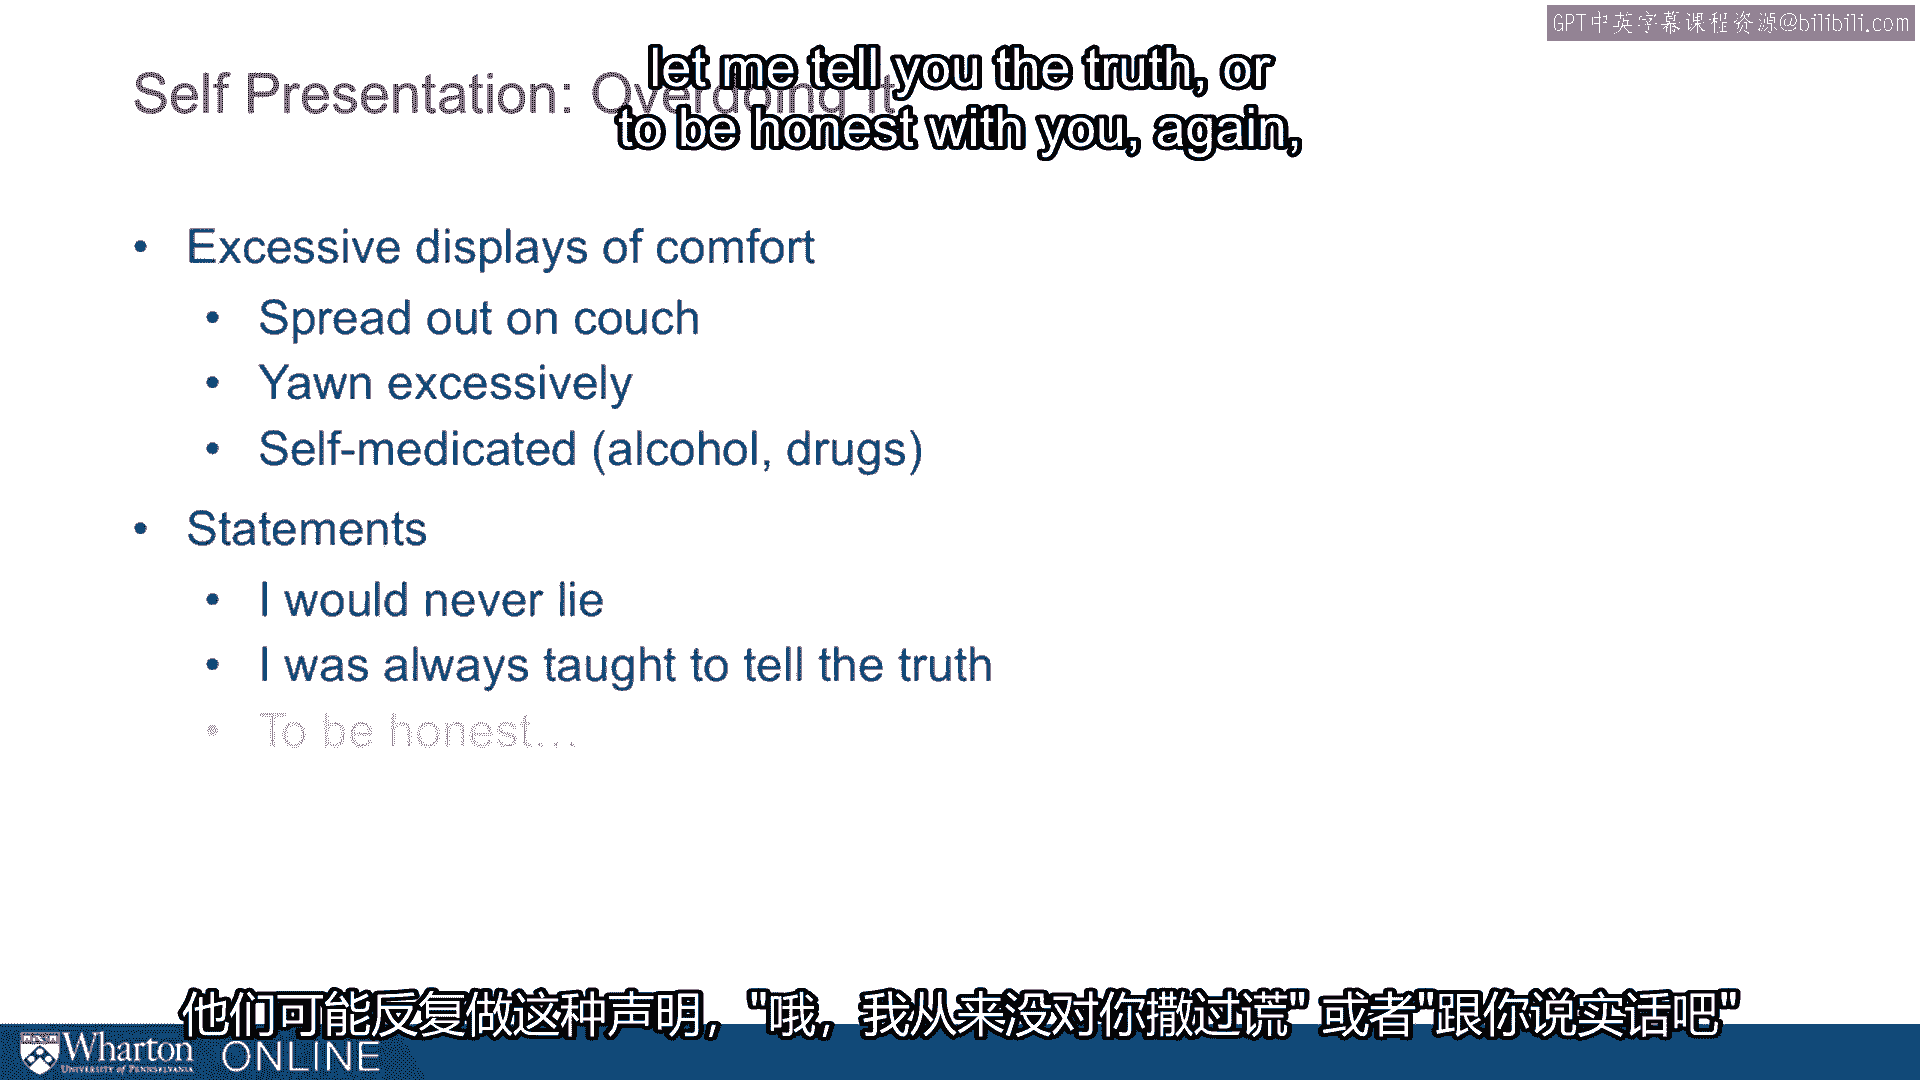 GPT中英字幕课程资源@bilibili.com
let me tell you the truth, or
to be honest with you, again,
Self Presentation: Overdoing It
• Excessive displays of comfort
• Spread out on couch
• Yawn excessively
• Self-medicated (alcohol, drugs)
• Statements
• I would never lie
• I was always taught to tell the truth
• To be honest…
他们可能反复做这种声明，"哦，我从来没对你撒过谎" 或者"跟你说实话吧"
Wharton ONLINE
UNIVERSITY of PENNSYLVANIA